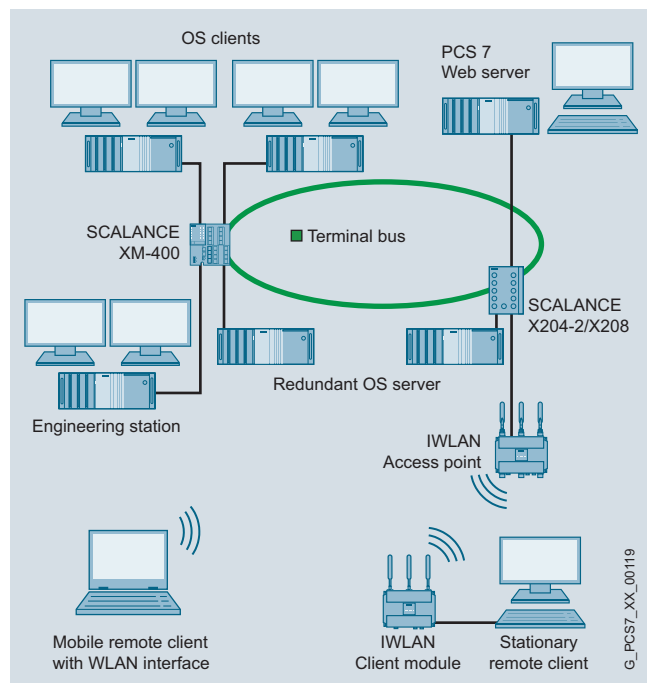 OS clients
PCS 7
Web server
SCALANCE
XM-400
Terminal bus
SCALANCE
X204-2/X208
Redundant OS server
Engineering station
IWLAN
Access point
Mobile remote client
with WLAN interface
IWLAN
Client module
Stationary
remote client
G_PCS7_XX_00119